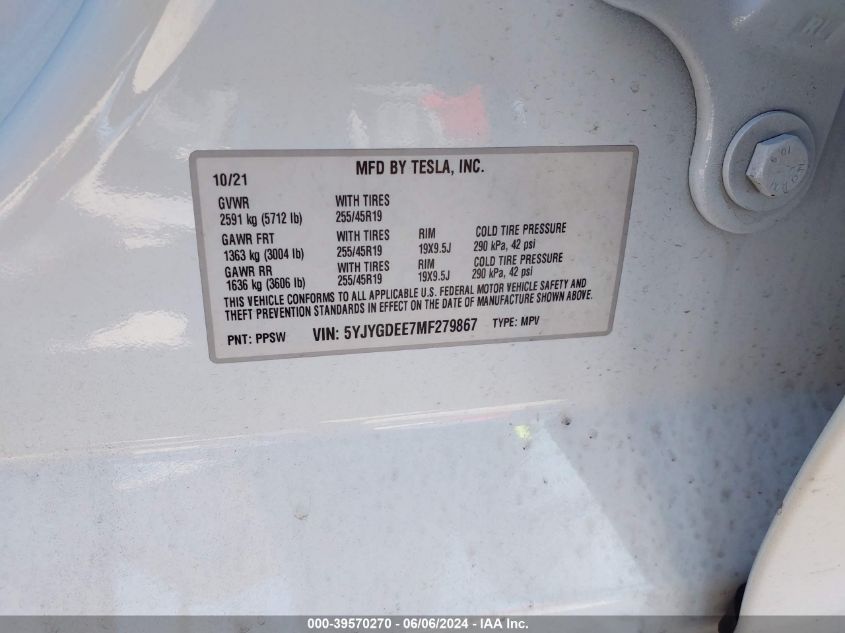 MFD BY TESLA, INC.
10/21
GVWR WITH TIRES
2591 kg (5712 lb) 255/45R19
GAWR FRT WITH TIRES RIM COLD TIRE PRESSURE
1363 kg (3004 lb) 255/45R19 19X9.5J 290 kPa, 42 psi
GAWR RR WITH TIRES RIM COLD TIRE PRESSURE
1636 kg (3606 lb) 255/45R19 19X9.5J 290 kPa, 42 psi
THIS VEHICLE CONFORMS TO ALL APPLICABLE U.S. FEDERAL MOTOR VEHICLE SAFETY AND
THEFT PREVENTION STANDARDS IN EFFECT ON THE DATE OF MANUFACTURE SHOWN ABOVE.
PNT: PPSW VIN: 5YJYGDEE7MF279867 TYPE: MPV
000-39570270 - 06/06/2024 - IAA Inc.